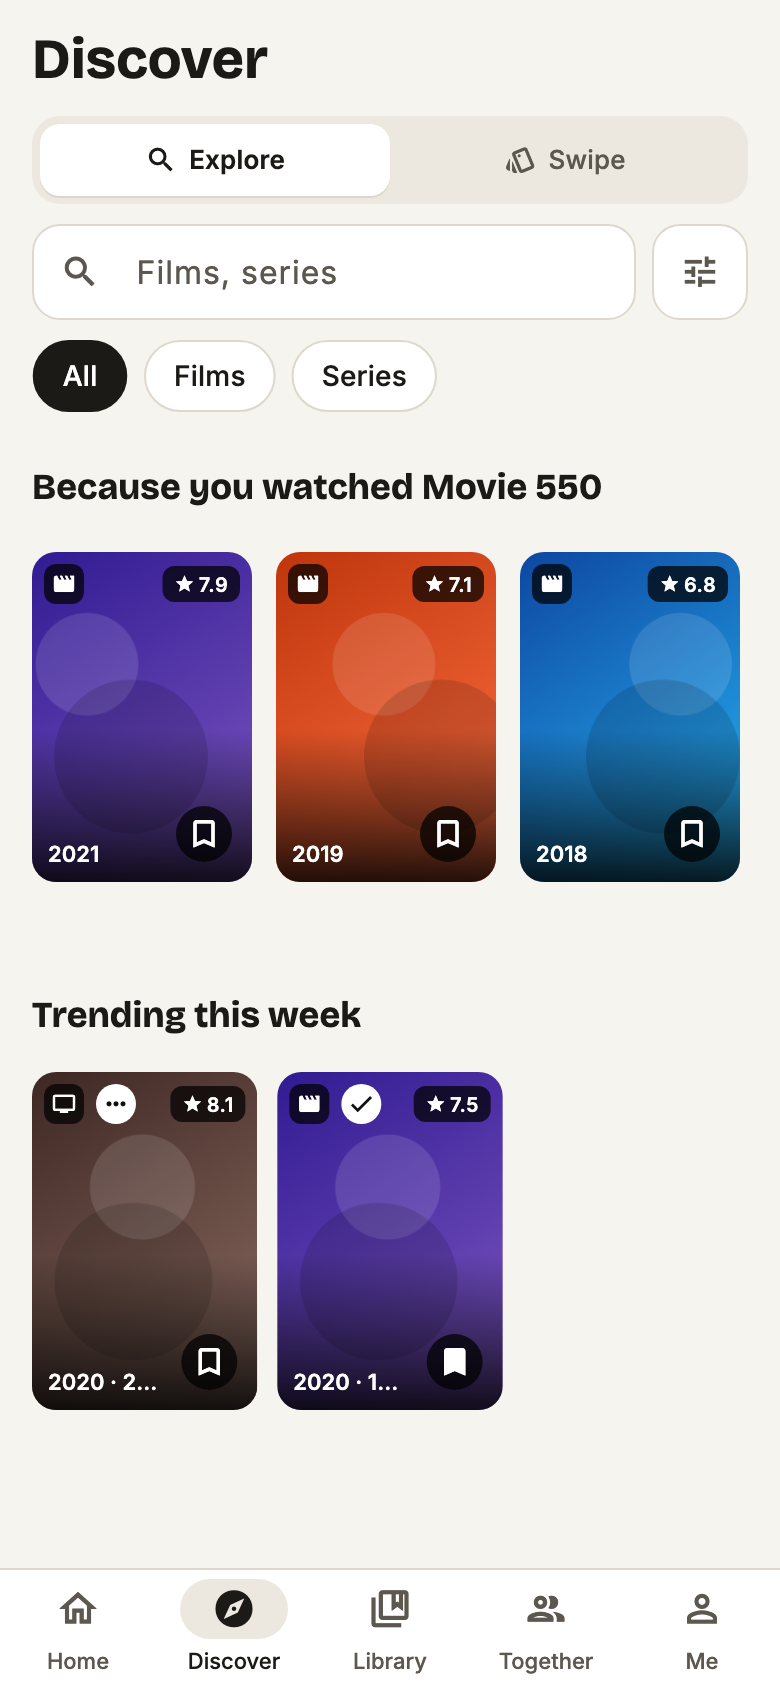 Discover
Explore
Swipe
Films, series
All
Films
Series
Because you watched Movie 550
7.9
7.1
6.8
2021
2019
2018
Trending this week
8.1
7.5
2020 · 2...
2020 · 1...
Home
Discover
Library
Together
Me